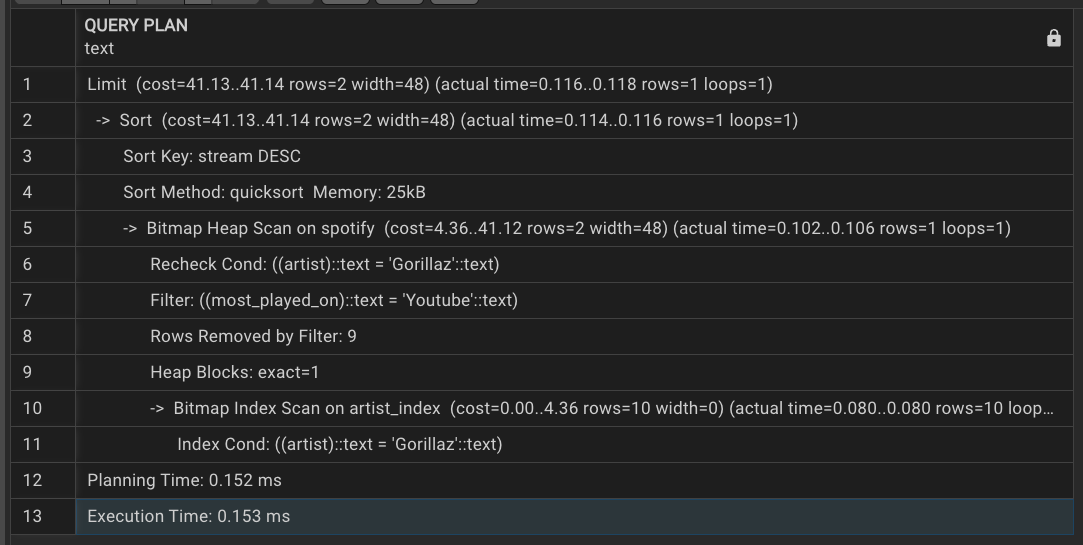 QUERY PLAN
text
1 Limit (cost=41.13..41.14 rows=2 width=48) (actual time=0.116..0.118 rows=1 loops=1)
2 -> Sort (cost=41.13..41.14 rows=2 width=48) (actual time=0.114..0.116 rows=1 loops=1)
3 Sort Key: stream DESC
4 Sort Method: quicksort Memory: 25kB
5 -> Bitmap Heap Scan on spotify (cost=4.36..41.12 rows=2 width=48) (actual time=0.102..0.106 rows=1 loops=1)
6 Recheck Cond: ((artist)::text = 'Gorillaz'::text)
7 Filter: ((most_played_on)::text = 'Youtube'::text)
8 Rows Removed by Filter: 9
9 Heap Blocks: exact=1
10 -> Bitmap Index Scan on artist_index (cost=0.00..4.36 rows=10 width=0) (actual time=0.080..0.080 rows=10 loop...
11 Index Cond: ((artist)::text = 'Gorillaz'::text)
12 Planning Time: 0.152 ms
13 Execution Time: 0.153 ms